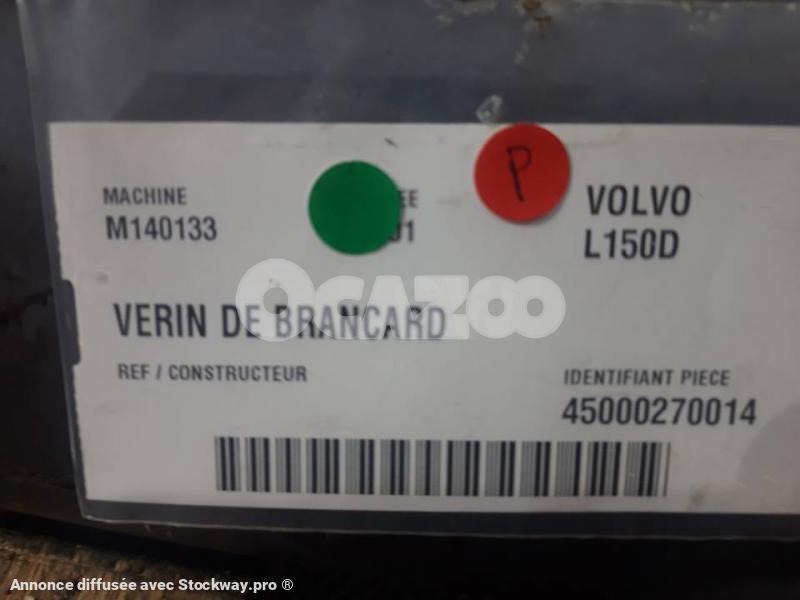 MACHINE
M140133
P
VOLVO
L150D
OCAZOO
VERIN DE BRANCARD
REF / CONSTRUCTEUR
IDENTIFIANT PIECE
45000270014
Annonce diffusée avec Stockway.pro ®